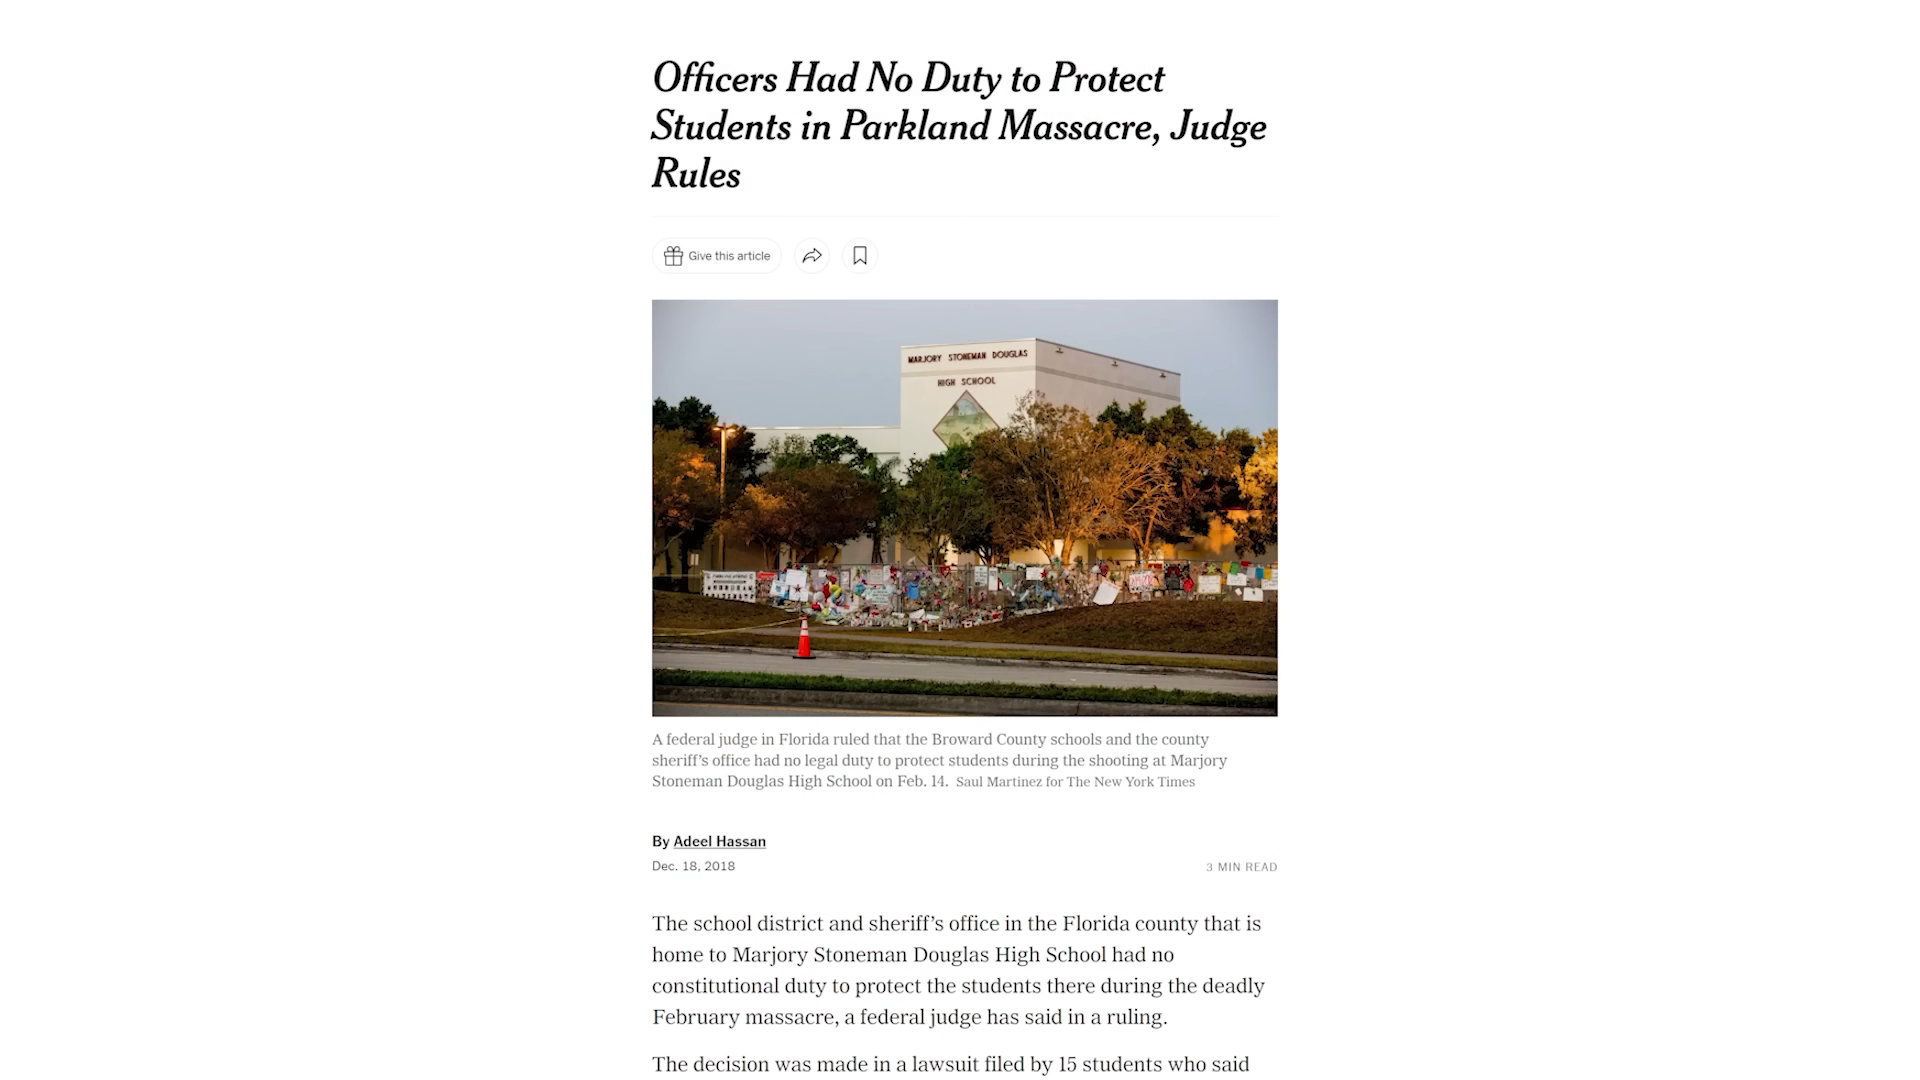 Officers Had No Duty to Protect
Students in Parkland Massacre, Judge
Rules
Give this article
MARJORY STONEMAN DOUGLAS
HIGH SCHOOL
A federal judge in Florida ruled that the Broward County schools and the county
sheriff’s office had no legal duty to protect students during the shooting at Marjory
Stoneman Douglas High School on Feb. 14. Saul Martinez for The New York Times
By Adeel Hassan
Dec. 18, 2018
3 MIN READ
The school district and sheriff’s office in the Florida county that is
home to Marjory Stoneman Douglas High School had no
constitutional duty to protect the students there during the deadly
February massacre, a federal judge has said in a ruling.
The decision was made in a lawsuit filed by 15 students who said